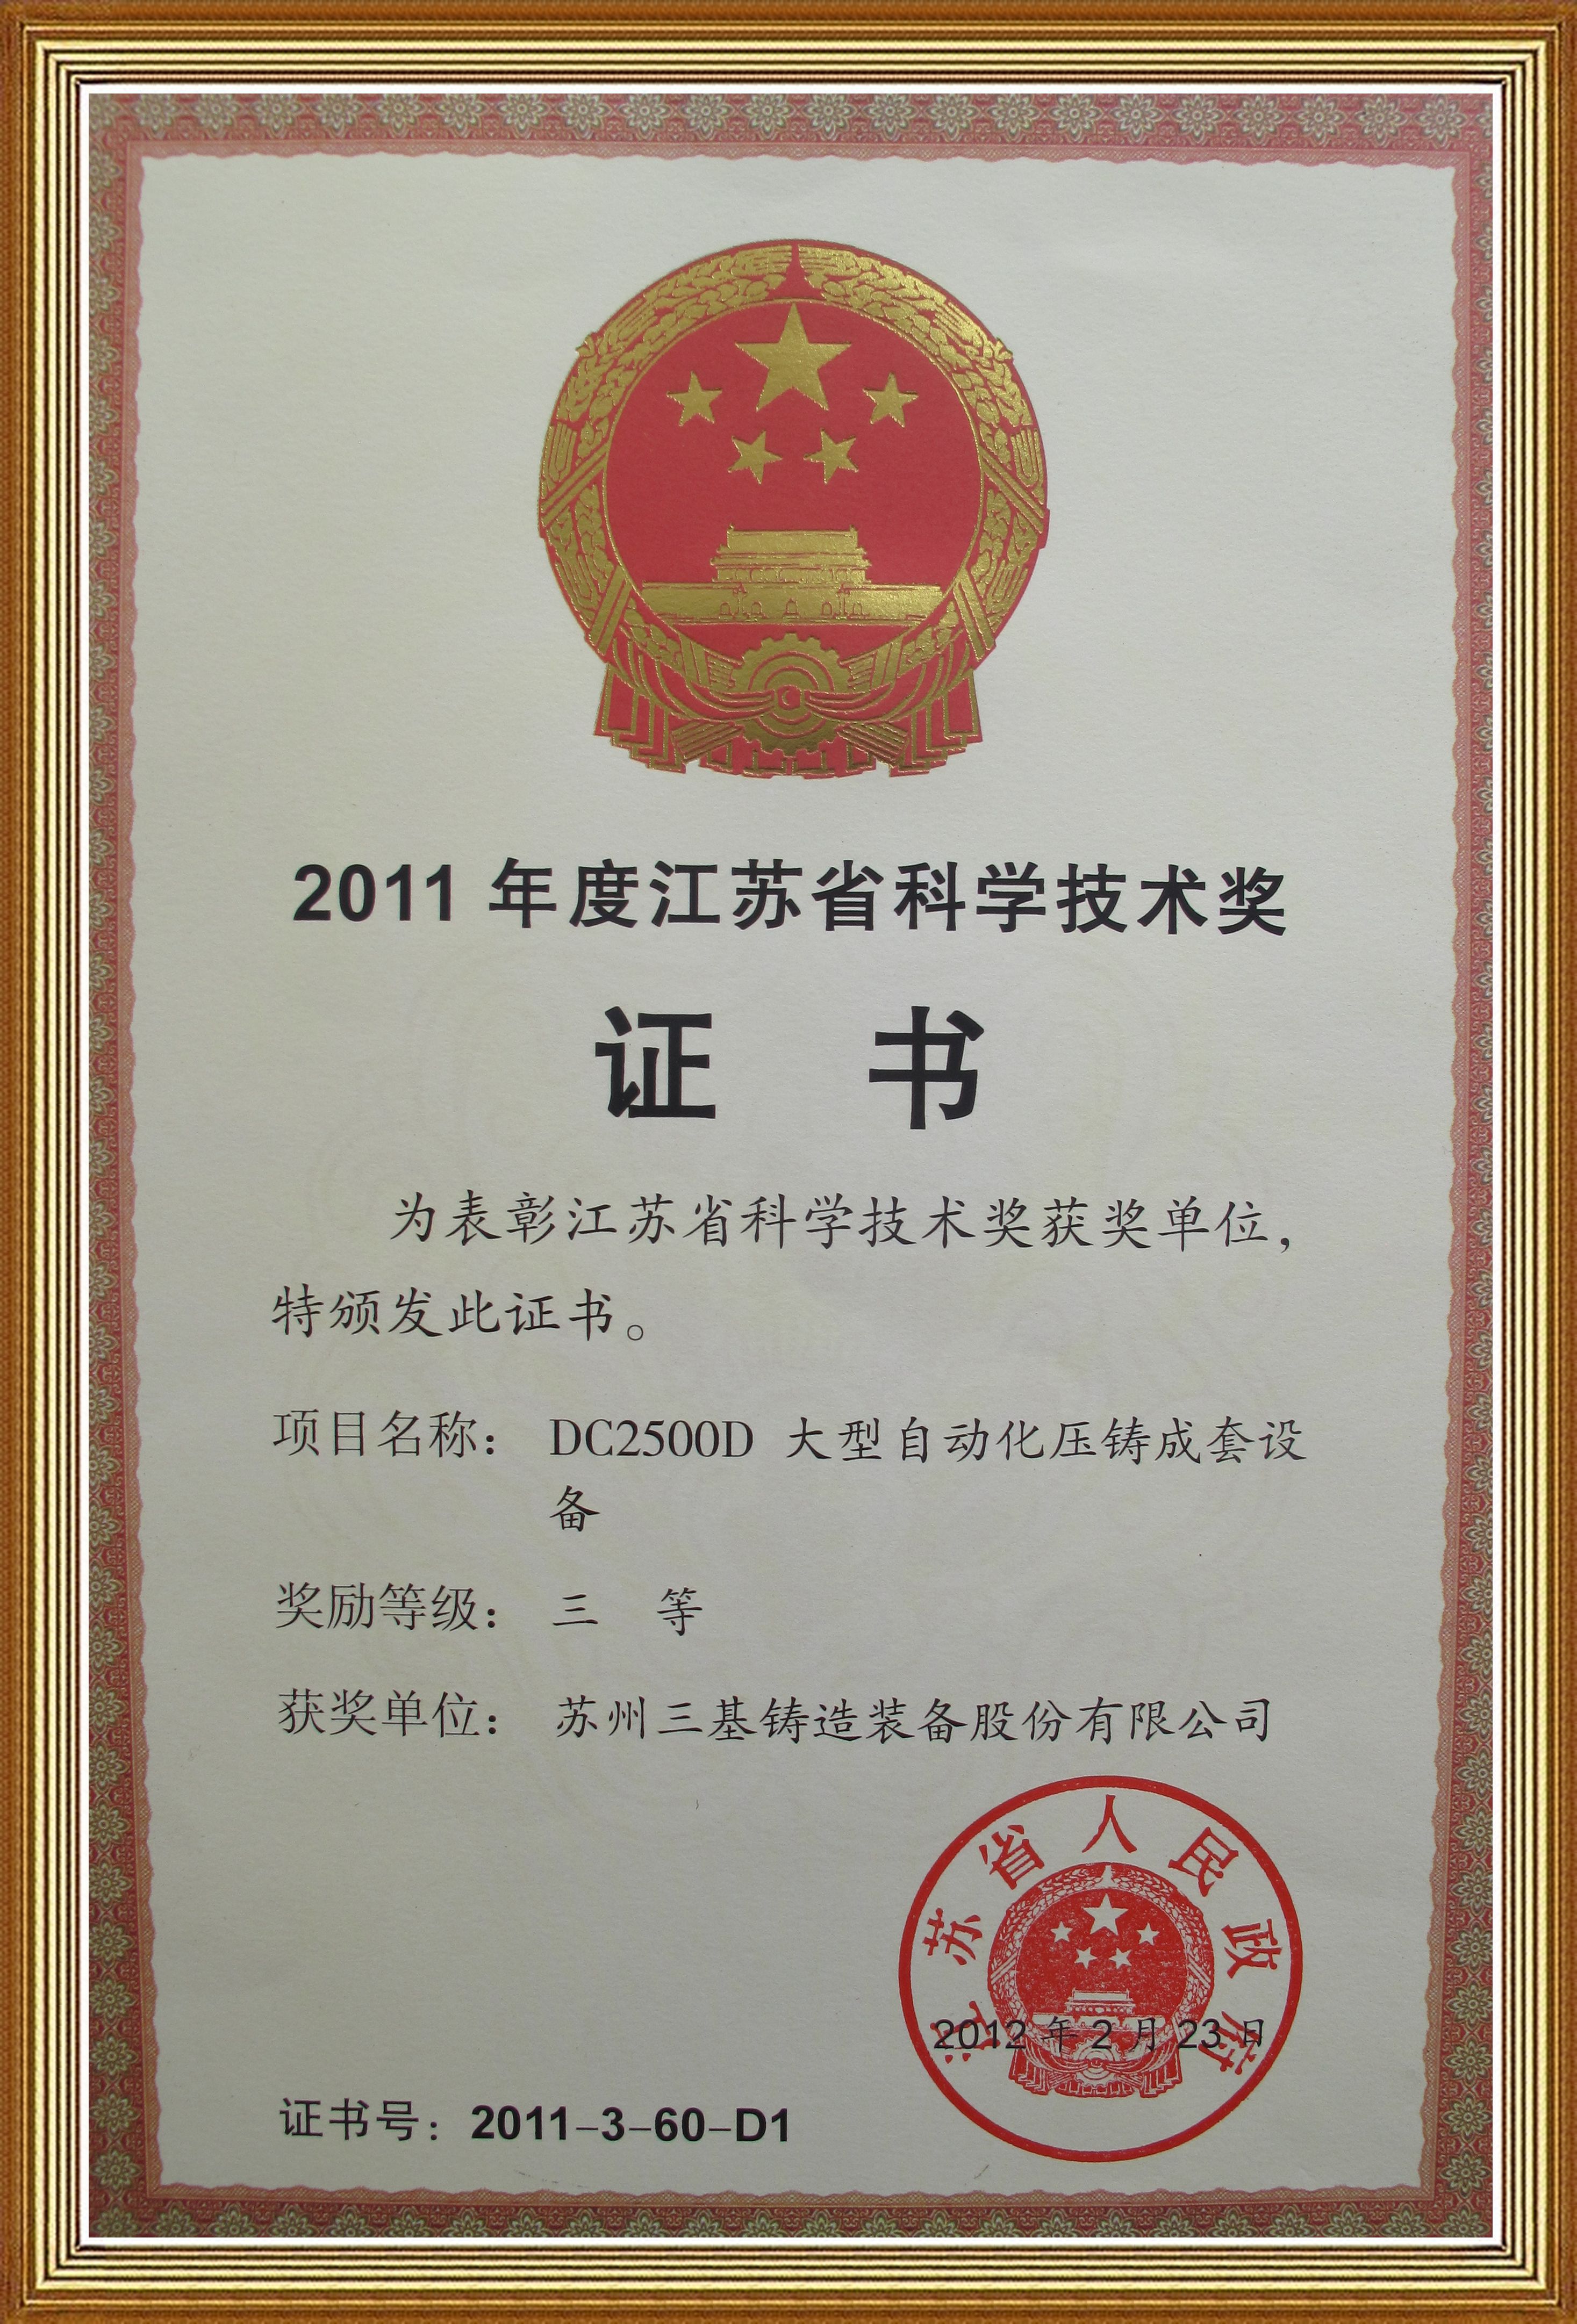 2011 年度江苏省科学技术奖
证 书
为表彰江苏省科学技术奖获奖单位，
特颁发此证书。
项目名称： DC2500D 大型自动化压铸成套设
备
奖励等级： 三 等
获奖单位： 苏州三基铸造装备股份有限公司
江苏省人民政府
2012 年 2 月 23 日
证书号：2011-3-60-D1